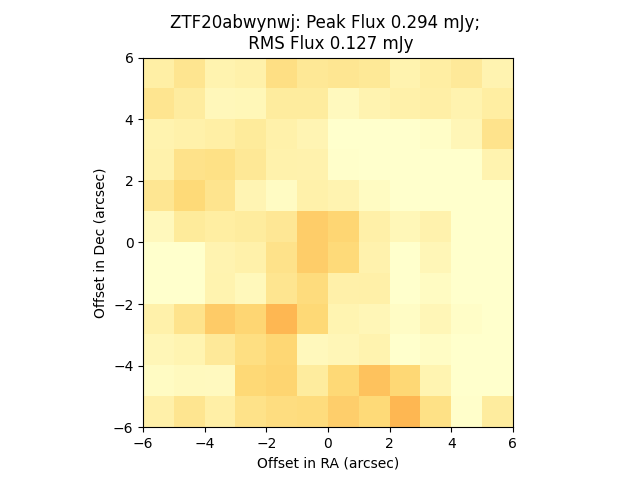 ZTF20abwynwj: Peak Flux 0.294 mJy;
RMS Flux 0.127 mJy
6
4
2
0
−2
−4
−6
Offset in Dec (arcsec)
−6 −4 −2 0 2 4 6
Offset in RA (arcsec)